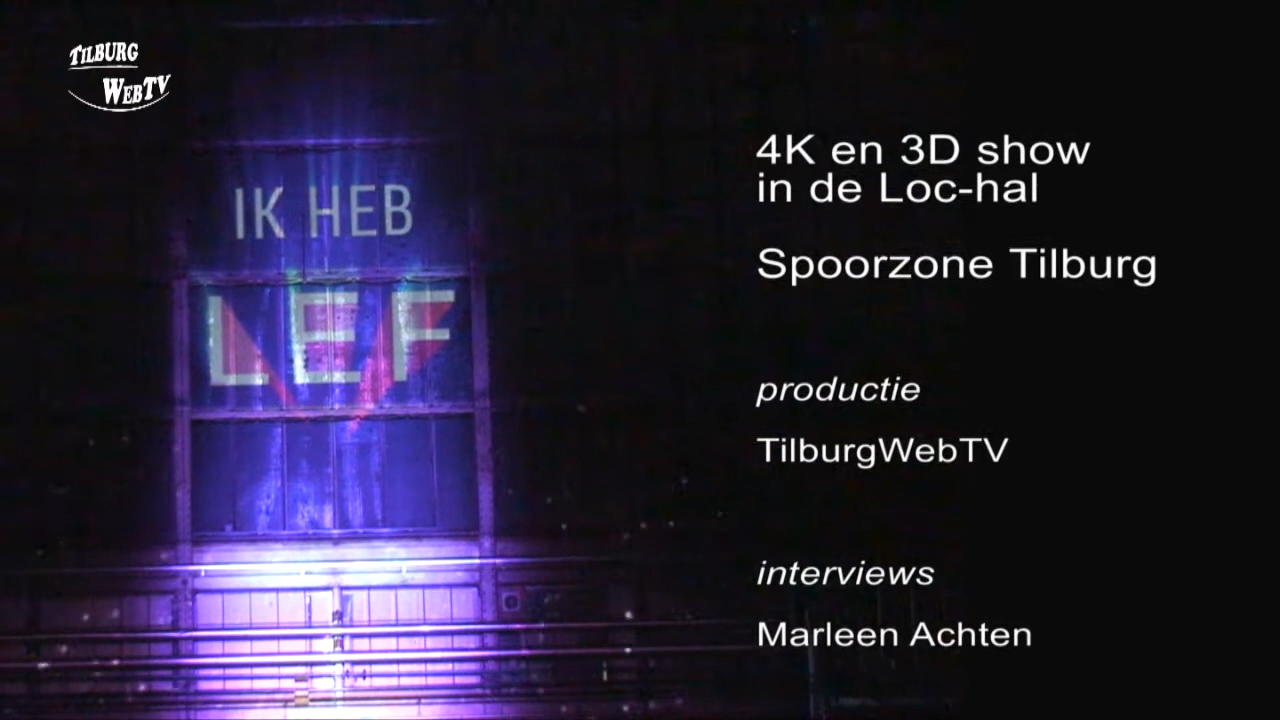 TILBURG
WEBTV
IK HEB
LEF
4K en 3D show
in de Loc-hal
Spoorzone Tilburg
productie
TilburgWebTV
interviews
Marleen Achten